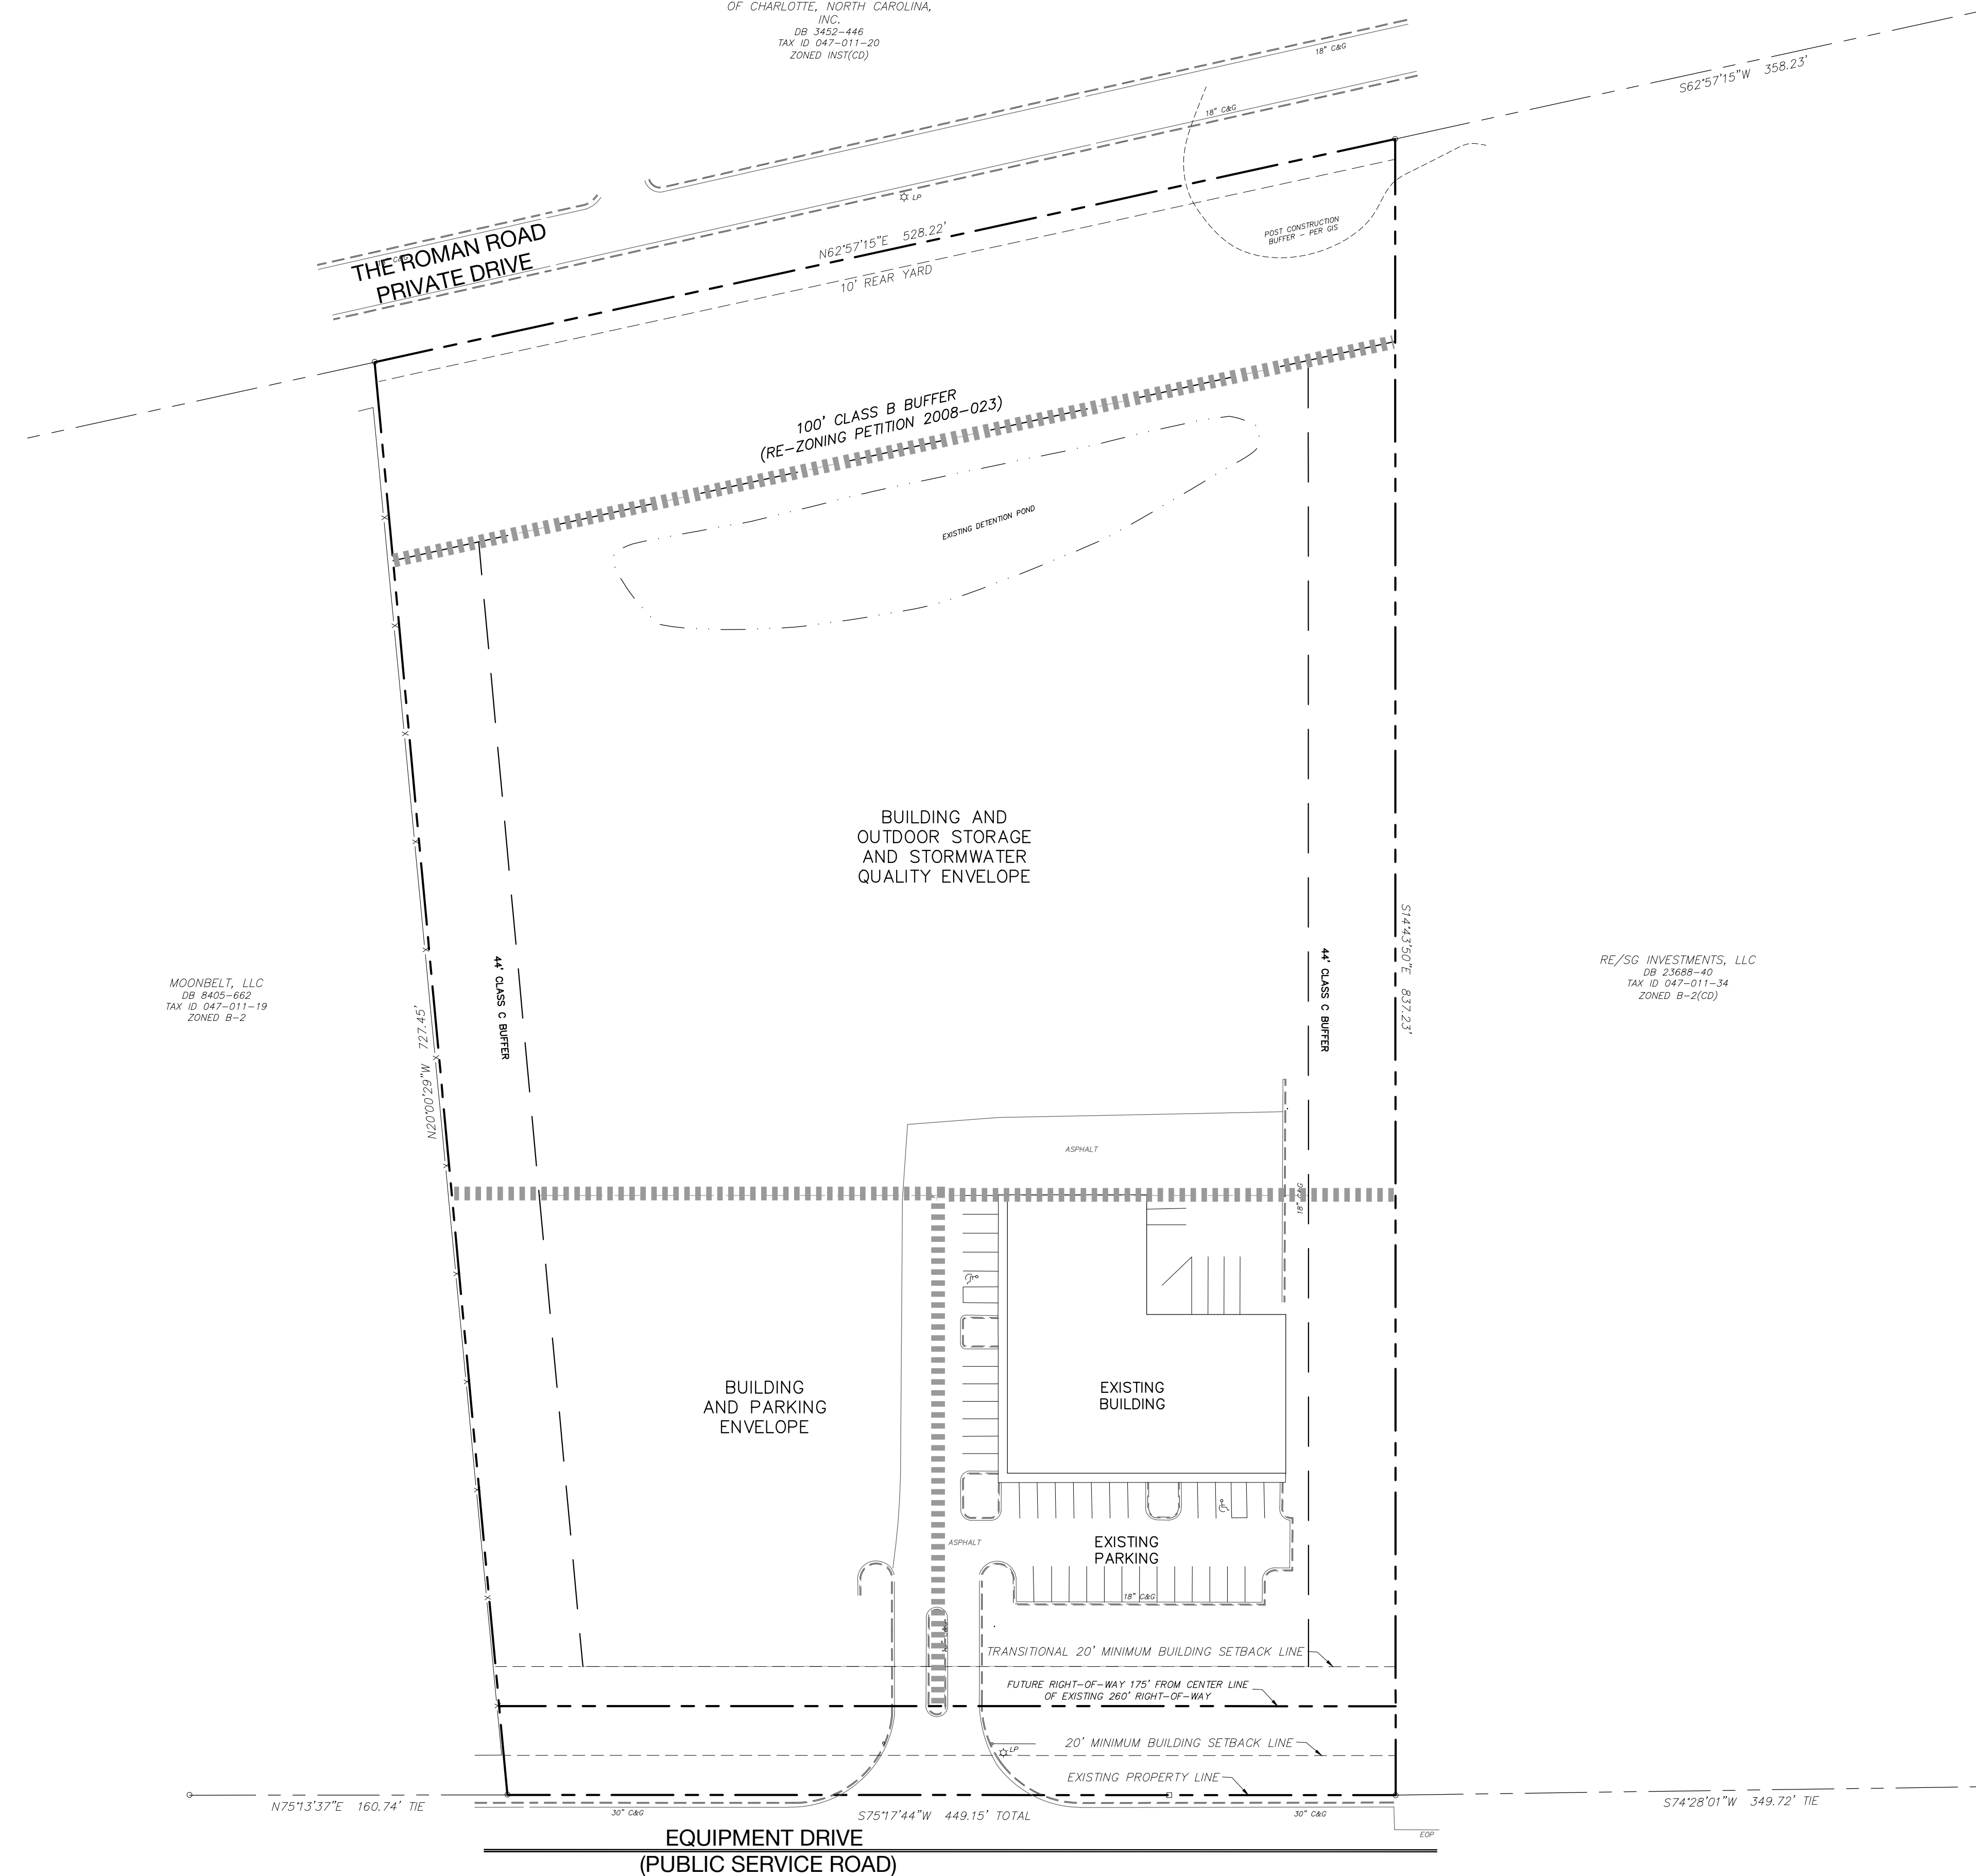 OF CHARLOTTE, NORTH CAROLINA,
INC.
DB 3452-446
TAX ID 047-011-20
ZONED INST(CD)
18" C&G
18" C&G
S62°57'15"W 358.23'
LP
THE ROMAN ROAD
PRIVATE DRIVE
N62°57'15"E 528.22'
10' REAR YARD
POST CONSTRUCTION
BUFFER - PER GIS
100' CLASS B BUFFER
(RE-ZONING PETITION 2008-023)
EXISTING DETENTION POND
BUILDING AND
OUTDOOR STORAGE
AND STORMWATER
QUALITY ENVELOPE
MOONBELT, LLC
DB 8405-662
TAX ID 047-011-19
ZONED B-2
N20°00'29"W 727.45'
44' CLASS C BUFFER
44' CLASS C BUFFER
S14°43'50"E 837.23'
RE/SG INVESTMENTS, LLC
DB 23688-40
TAX ID 047-011-34
ZONED B-2(CD)
ASPHALT
18" C&G
BUILDING
AND PARKING
ENVELOPE
EXISTING
BUILDING
ASPHALT
EXISTING
PARKING
18" C&G
TRANSITIONAL 20' MINIMUM BUILDING SETBACK LINE
FUTURE RIGHT-OF-WAY 175' FROM CENTER LINE
OF EXISTING 260' RIGHT-OF-WAY
20' MINIMUM BUILDING SETBACK LINE
LP
EXISTING PROPERTY LINE
N75°13'37"E 160.74' TIE
30" C&G
S75°17'44"W 449.15' TOTAL
30" C&G
S74°28'01"W 349.72' TIE
EOP
EQUIPMENT DRIVE
(PUBLIC SERVICE ROAD)